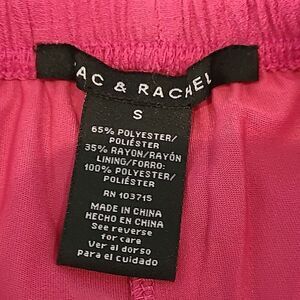 AC & RACHEL
S
65% POLYESTER/
POLIÉSTER
35% RAYON/RAYÓN
LINING/FORRO:
100% POLYESTER/
POLIÉSTER
RN 103715
MADE IN CHINA
HECHO EN CHINA
See reverse
for care
Ver al dorso
para el cuidado